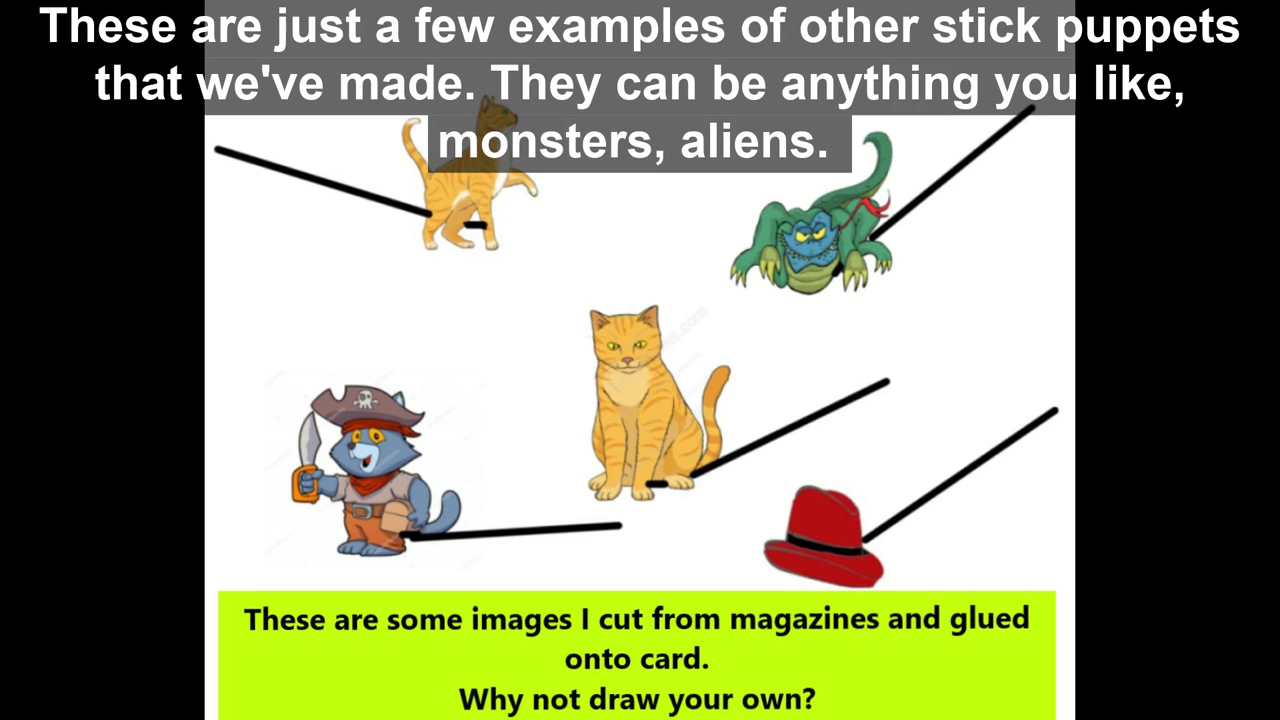 These are just a few examples of other stick puppets
that we've made. They can be anything you like,
monsters, aliens.
These are some images I cut from magazines and glued
onto card.
Why not draw your own?